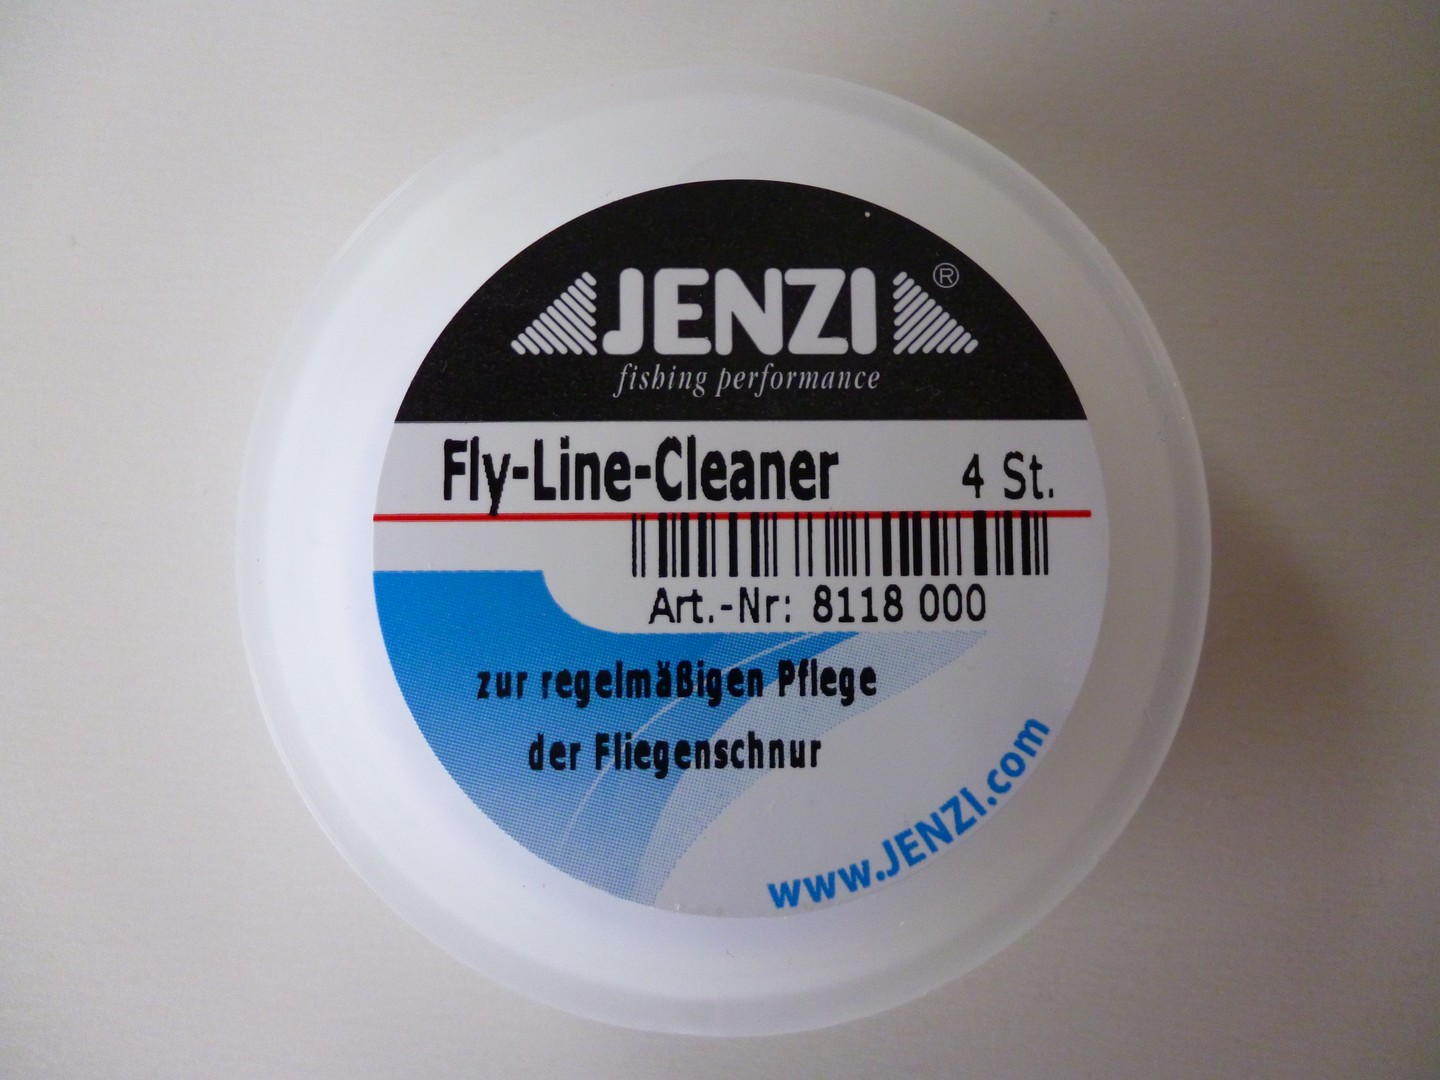 JENZI®
fishing performance
Fly-Line-Cleaner 4 St.
Art.-Nr: 8118 000
zur regelmäßigen Pflege
der Fliegenschnur
www.JENZI.com